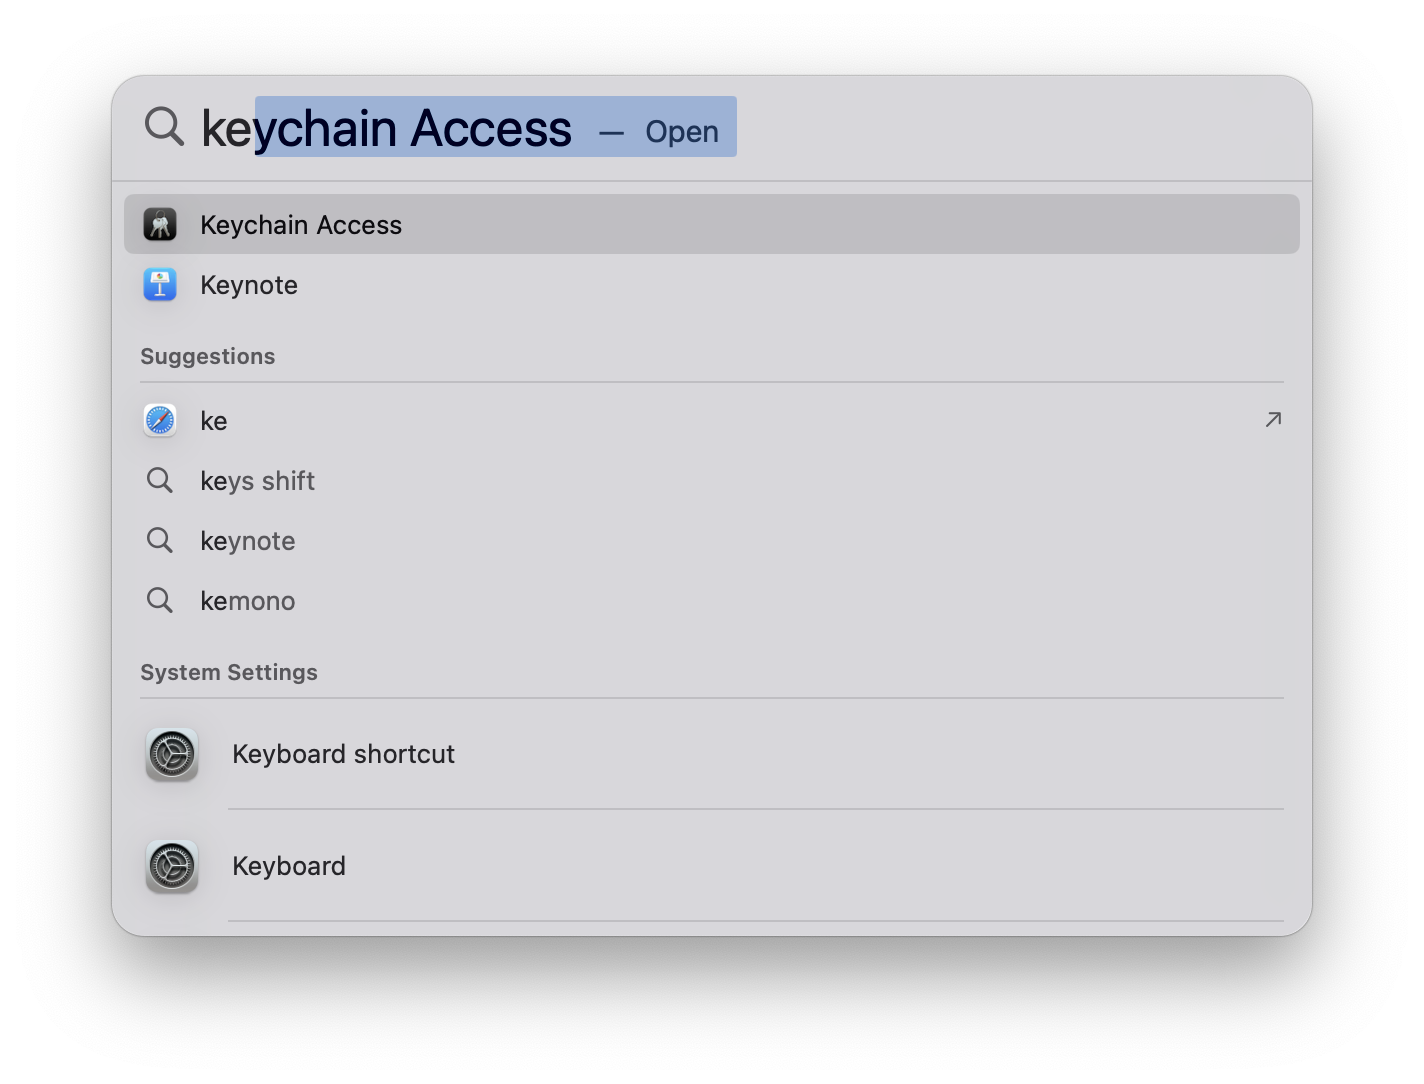 keychain Access — Open
Keychain Access
Keynote
Suggestions
ke
keys shift
keynote
kemono
System Settings
Keyboard shortcut
Keyboard